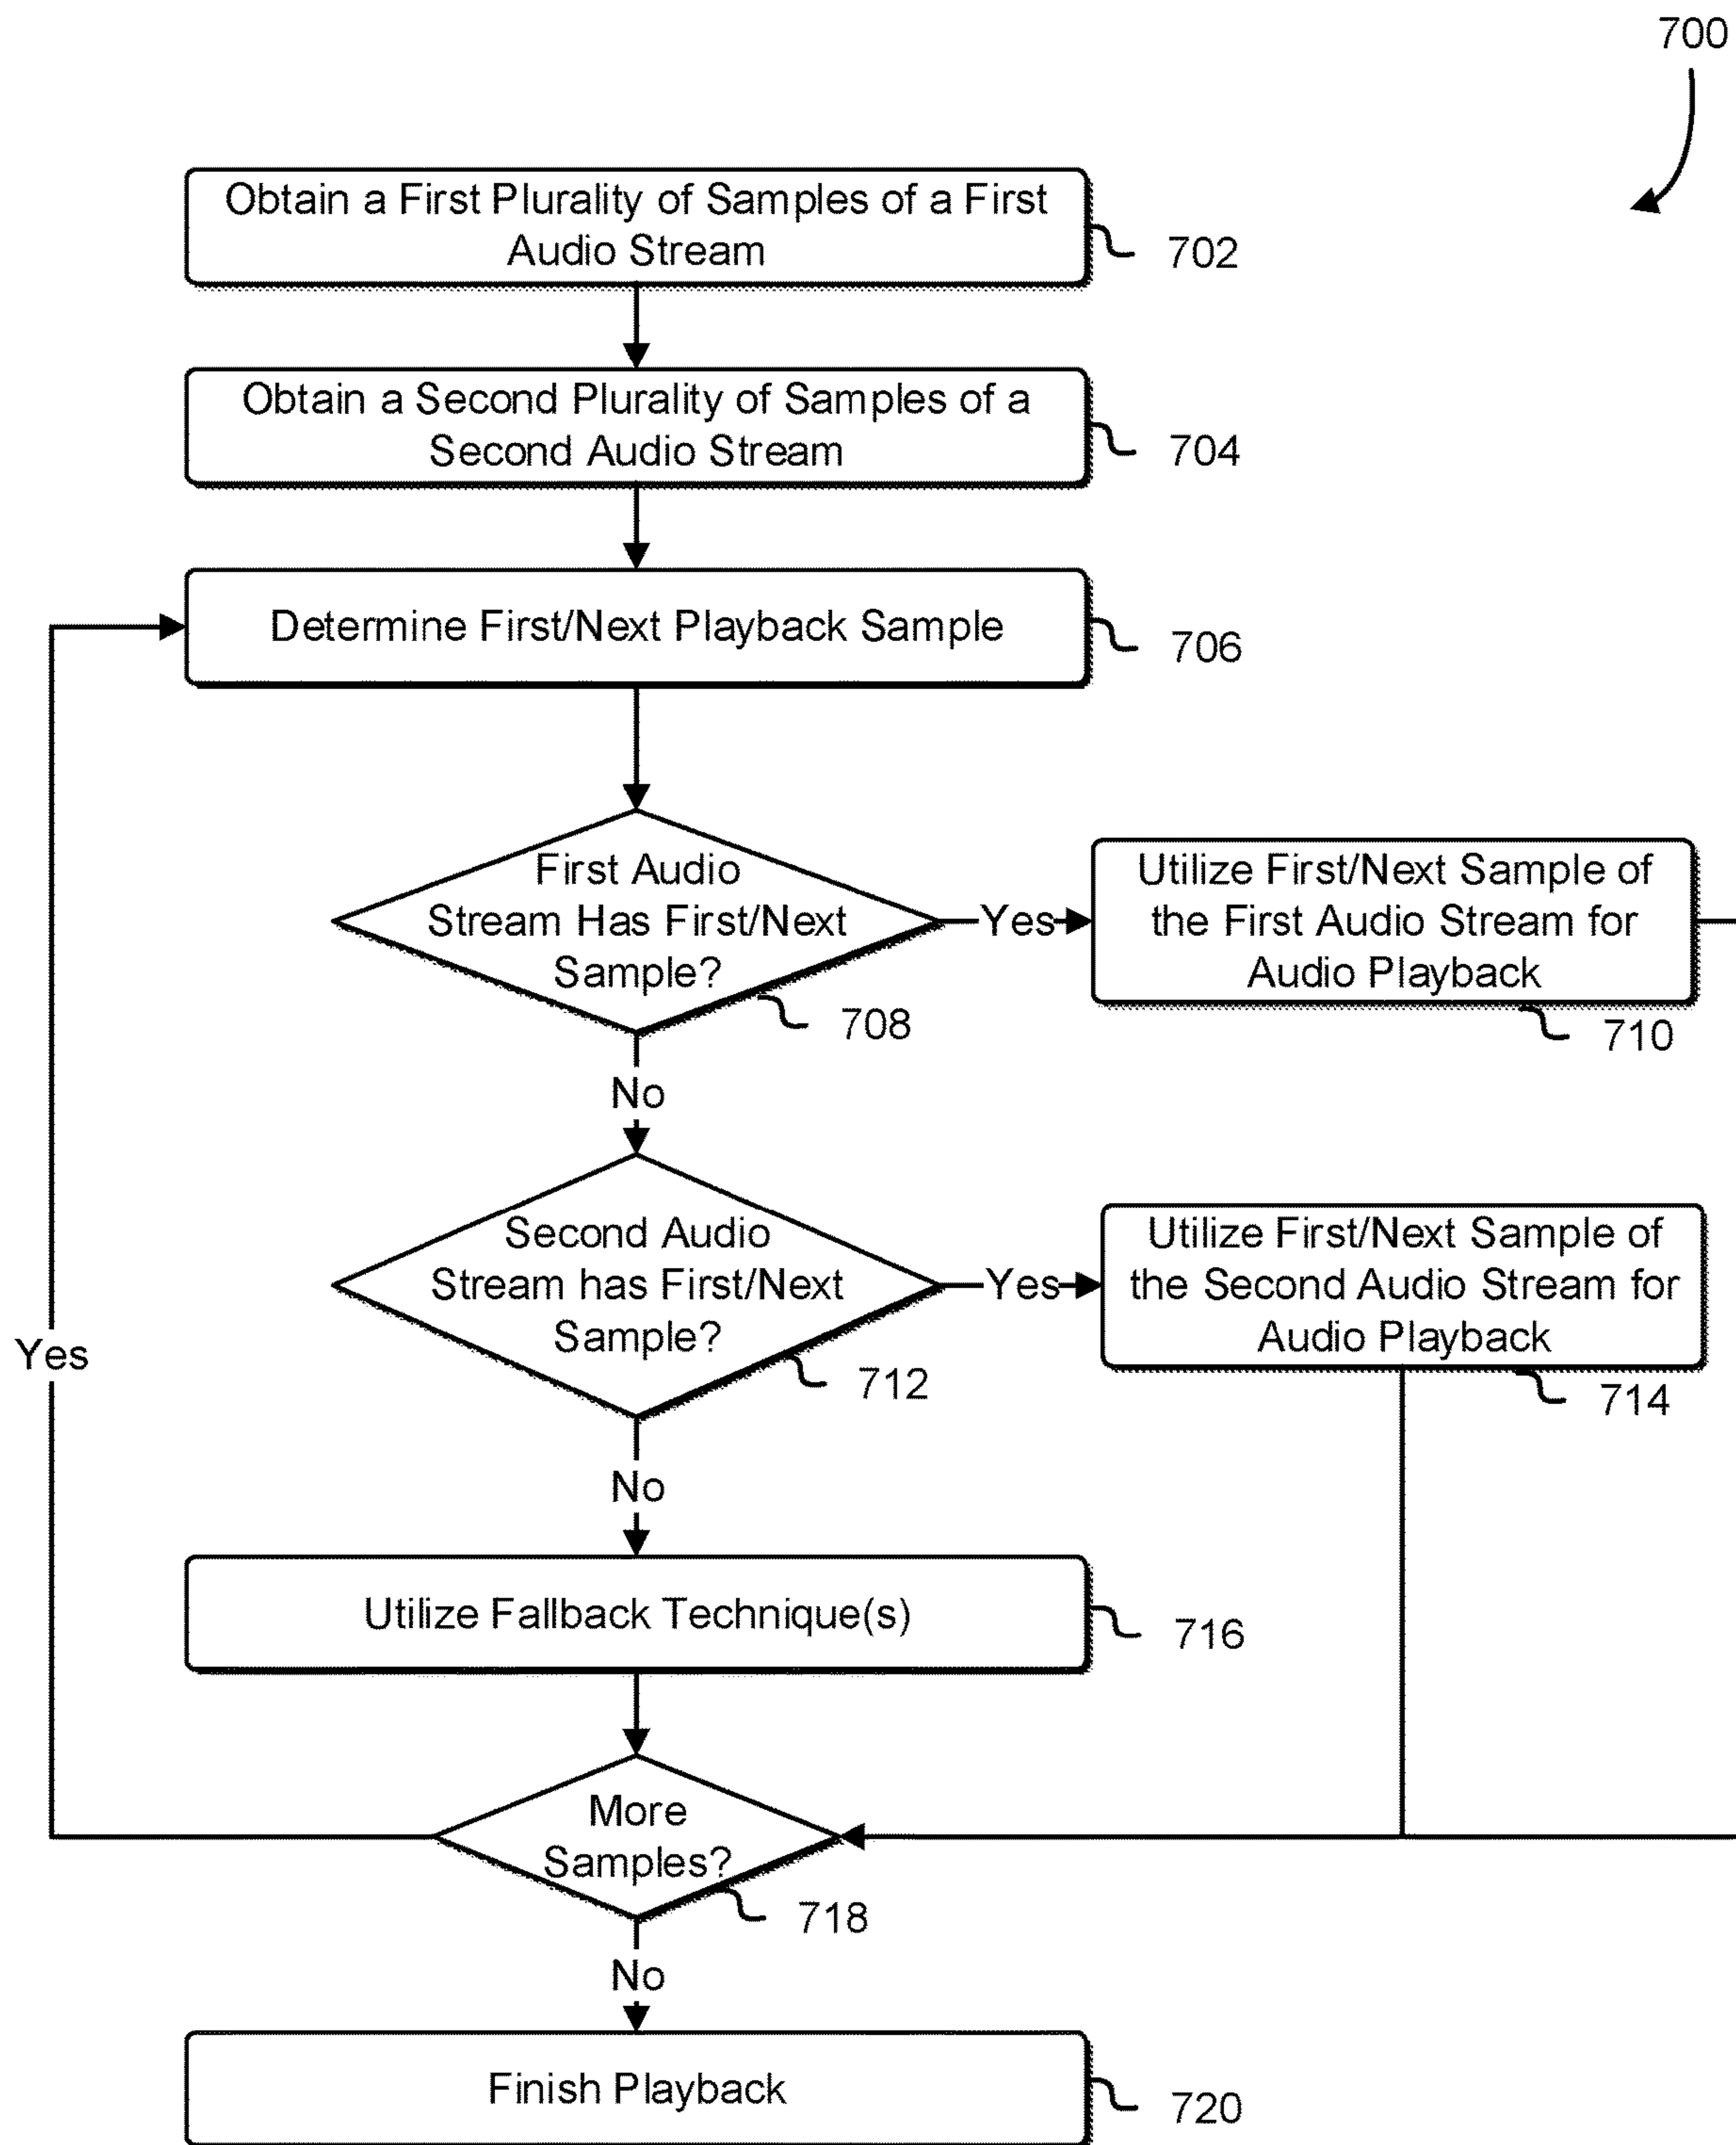 700
Obtain a First Plurality of Samples of a First
Audio Stream
702
Obtain a Second Plurality of Samples of a
Second Audio Stream
704
Determine First/Next Playback Sample
706
First Audio
Stream Has First/Next
Sample?
708
Yes
Utilize First/Next Sample of
the First Audio Stream for
Audio Playback
710
No
Second Audio
Stream has First/Next
Sample?
712
Yes
Utilize First/Next Sample of
the Second Audio Stream for
Audio Playback
714
Yes
No
Utilize Fallback Technique(s)
716
More
Samples?
718
No
Finish Playback
720